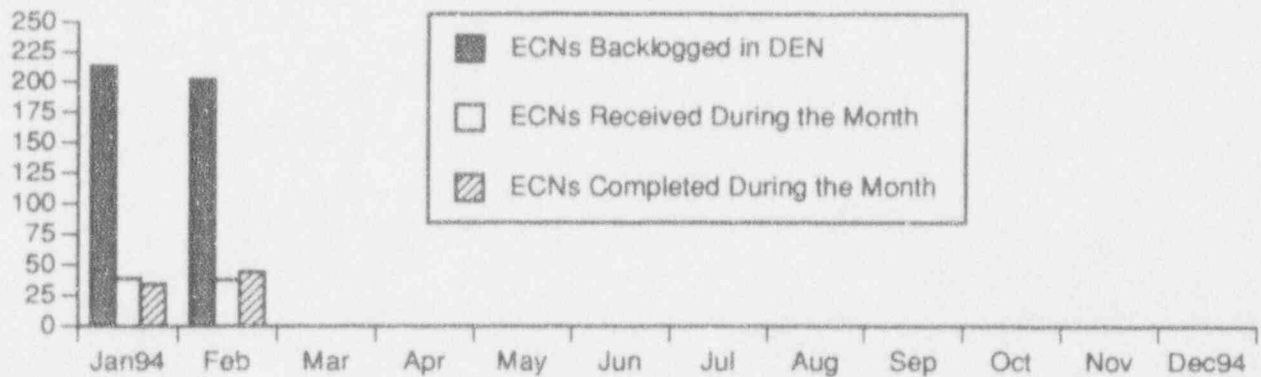 250
225
200
175
150
125
100
75
50
25
0
ECNs Backlogged in DEN
ECNs Received During the Month
ECNs Completed During the Month
Jan94 Feb Mar Apr May Jun Jul Aug Sep Oct Nov Dec94